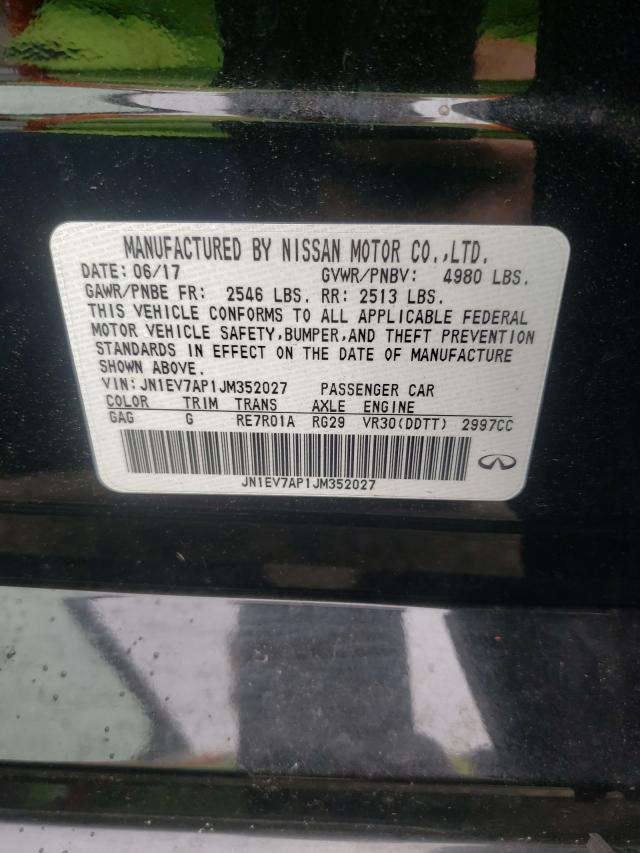 MANUFACTURED BY NISSAN MOTOR CO.,LTD.
DATE: 06/17 GVWR/PNBV: 4980 LBS.
GAWR/PNBE FR: 2546 LBS. RR: 2513 LBS.
THIS VEHICLE CONFORMS TO ALL APPLICABLE FEDERAL
MOTOR VEHICLE SAFETY,BUMPER,AND THEFT PREVENTION
STANDARDS IN EFFECT ON THE DATE OF MANUFACTURE
SHOWN ABOVE.
VIN: JN1EV7AP1JM352027 PASSENGER CAR
COLOR TRIM TRANS AXLE ENGINE
GAG G RE7R01A RG29 VR30(DDTT) 2997CC
JN1EV7AP1JM352027